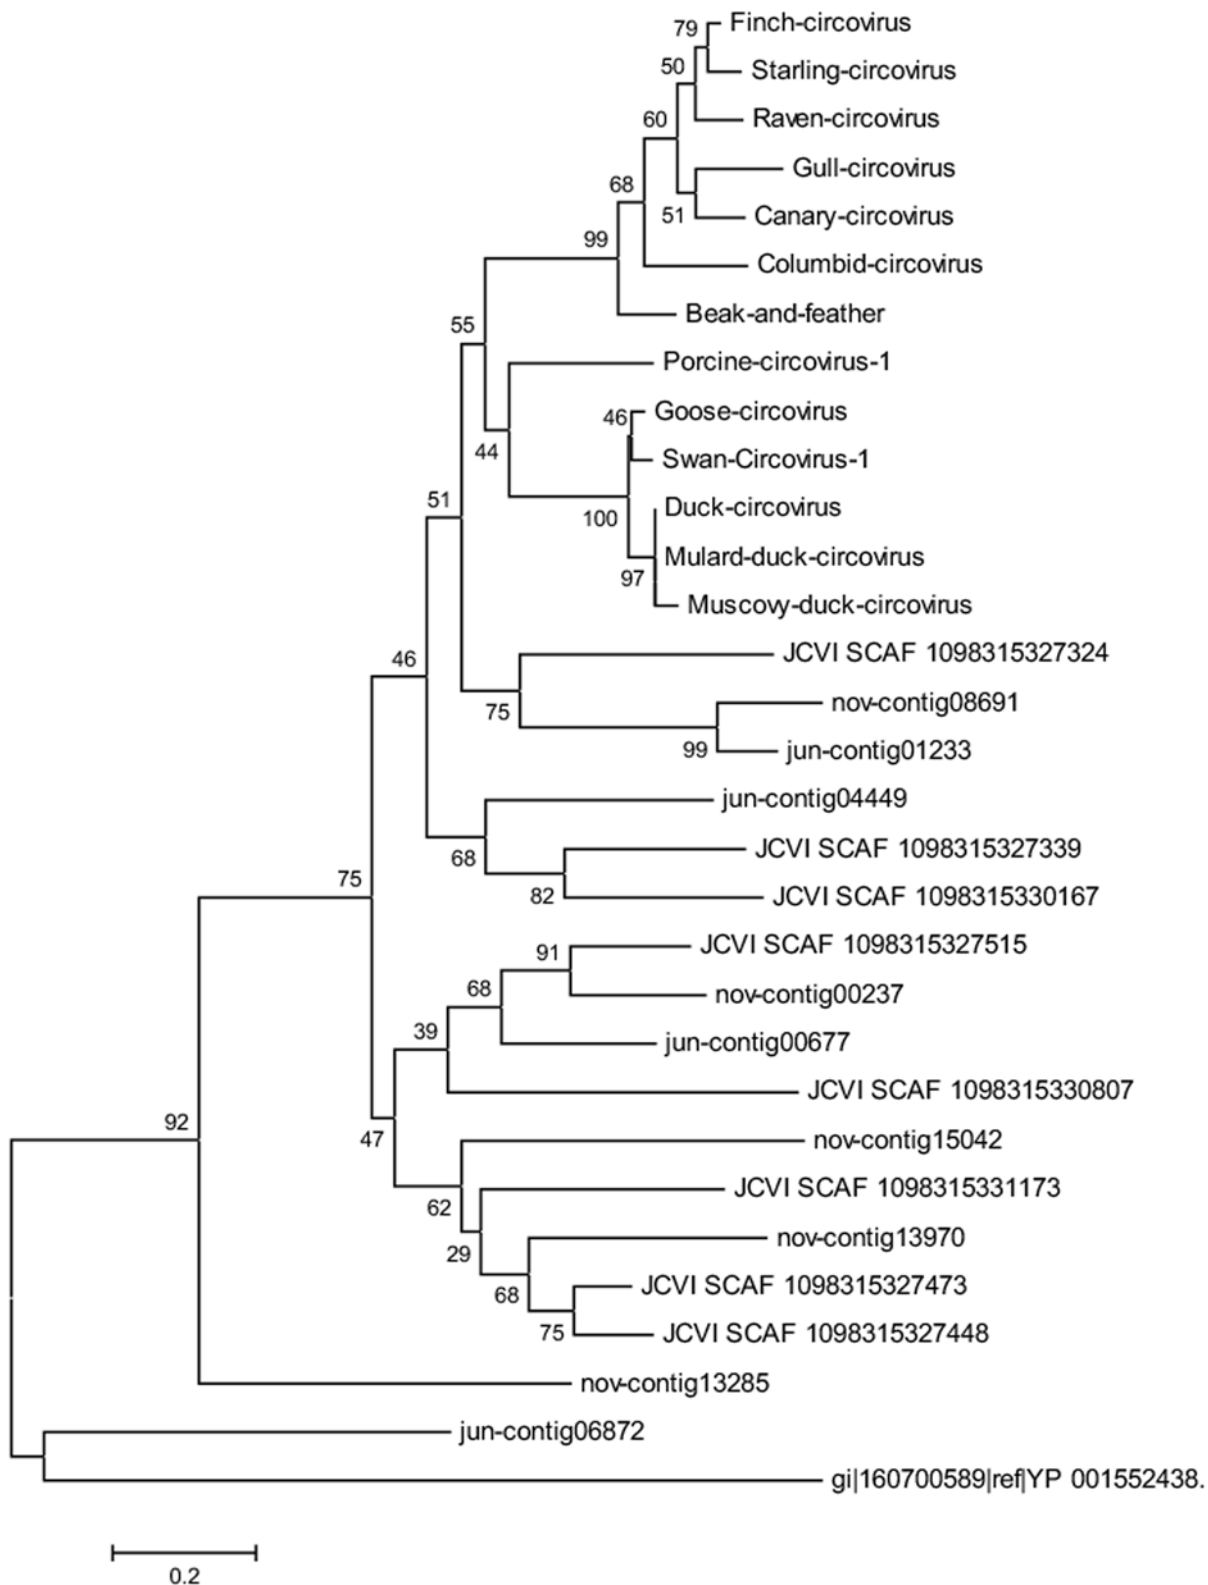 79
Finch-circovirus
50
Starling-circovirus
60
Raven-circovirus
68
Gull-circovirus
51
Canary-circovirus
99
Columbid-circovirus
Beak-and-feather
55
Porcine-circovirus-1
46
Goose-circovirus
44
Swan-Circovirus-1
51
100
Duck-circovirus
Mulard-duck-circovirus
97
Muscovy-duck-circovirus
46
JCVI SCAF 1098315327324
75
nov-contig08691
99
jun-contig01233
jun-contig04449
68
JCVI SCAF 1098315327339
75
82
JCVI SCAF 1098315330167
91
JCVI SCAF 1098315327515
68
nov-contig00237
39
jun-contig00677
JCVI SCAF 1098315330807
92
47
nov-contig15042
62
JCVI SCAF 1098315331173
29
nov-contig13970
68
JCVI SCAF 1098315327473
75
JCVI SCAF 1098315327448
nov-contig13285
jun-contig06872
gi|160700589|ref|YP 001552438.
0.2